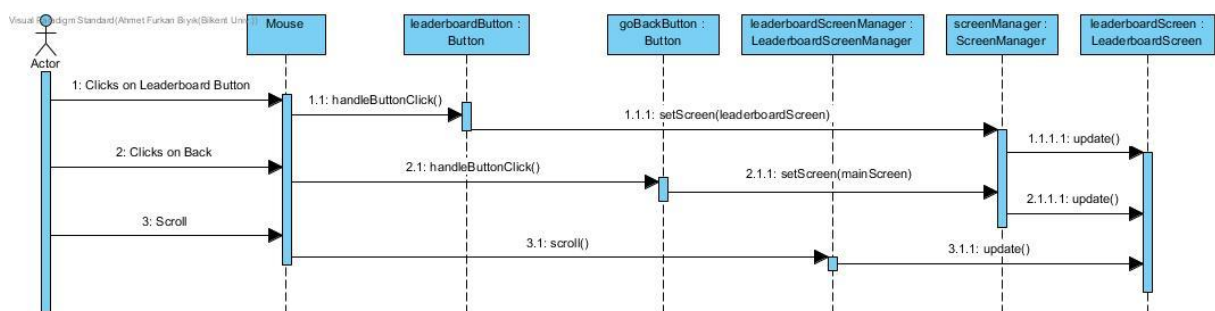 Visual Paradigm Standard(Ahmet Furkan Bıyık(Bilkent Univ.))
Actor
Mouse
leaderboardButton :
Button
goBackButton :
Button
leaderboardScreenManager :
LeaderboardScreenManager
screenManager :
ScreenManager
leaderboardScreen :
LeaderboardScreen
1: Clicks on Leaderboard Button
1.1: handleButtonClick()
1.1.1: setScreen(leaderboardScreen)
1.1.1.1: update()
2: Clicks on Back
2.1: handleButtonClick()
2.1.1: setScreen(mainScreen)
2.1.1.1: update()
3: Scroll
3.1: scroll()
3.1.1: update()